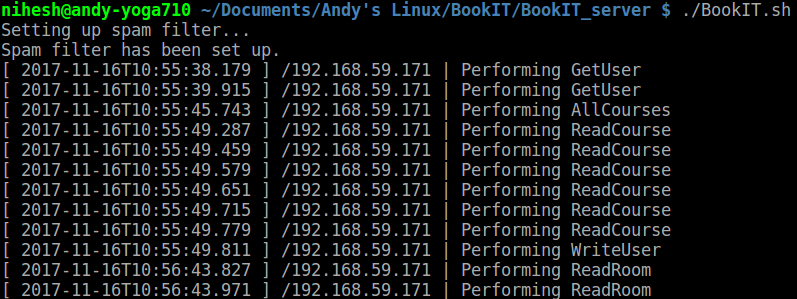 nihesh@andy-yoga710 ~/Documents/Andy's Linux/BookIT/BookIT_server $ ./BookIT.sh
Setting up spam filter...
Spam filter has been set up.
[ 2017-11-16T10:55:38.179 ] /192.168.59.171 | Performing GetUser
[ 2017-11-16T10:55:39.915 ] /192.168.59.171 | Performing GetUser
[ 2017-11-16T10:55:45.743 ] /192.168.59.171 | Performing AllCourses
[ 2017-11-16T10:55:49.287 ] /192.168.59.171 | Performing ReadCourse
[ 2017-11-16T10:55:49.459 ] /192.168.59.171 | Performing ReadCourse
[ 2017-11-16T10:55:49.579 ] /192.168.59.171 | Performing ReadCourse
[ 2017-11-16T10:55:49.651 ] /192.168.59.171 | Performing ReadCourse
[ 2017-11-16T10:55:49.715 ] /192.168.59.171 | Performing ReadCourse
[ 2017-11-16T10:55:49.779 ] /192.168.59.171 | Performing ReadCourse
[ 2017-11-16T10:55:49.811 ] /192.168.59.171 | Performing WriteUser
[ 2017-11-16T10:56:43.827 ] /192.168.59.171 | Performing ReadRoom
[ 2017-11-16T10:56:43.971 ] /192.168.59.171 | Performing ReadRoom